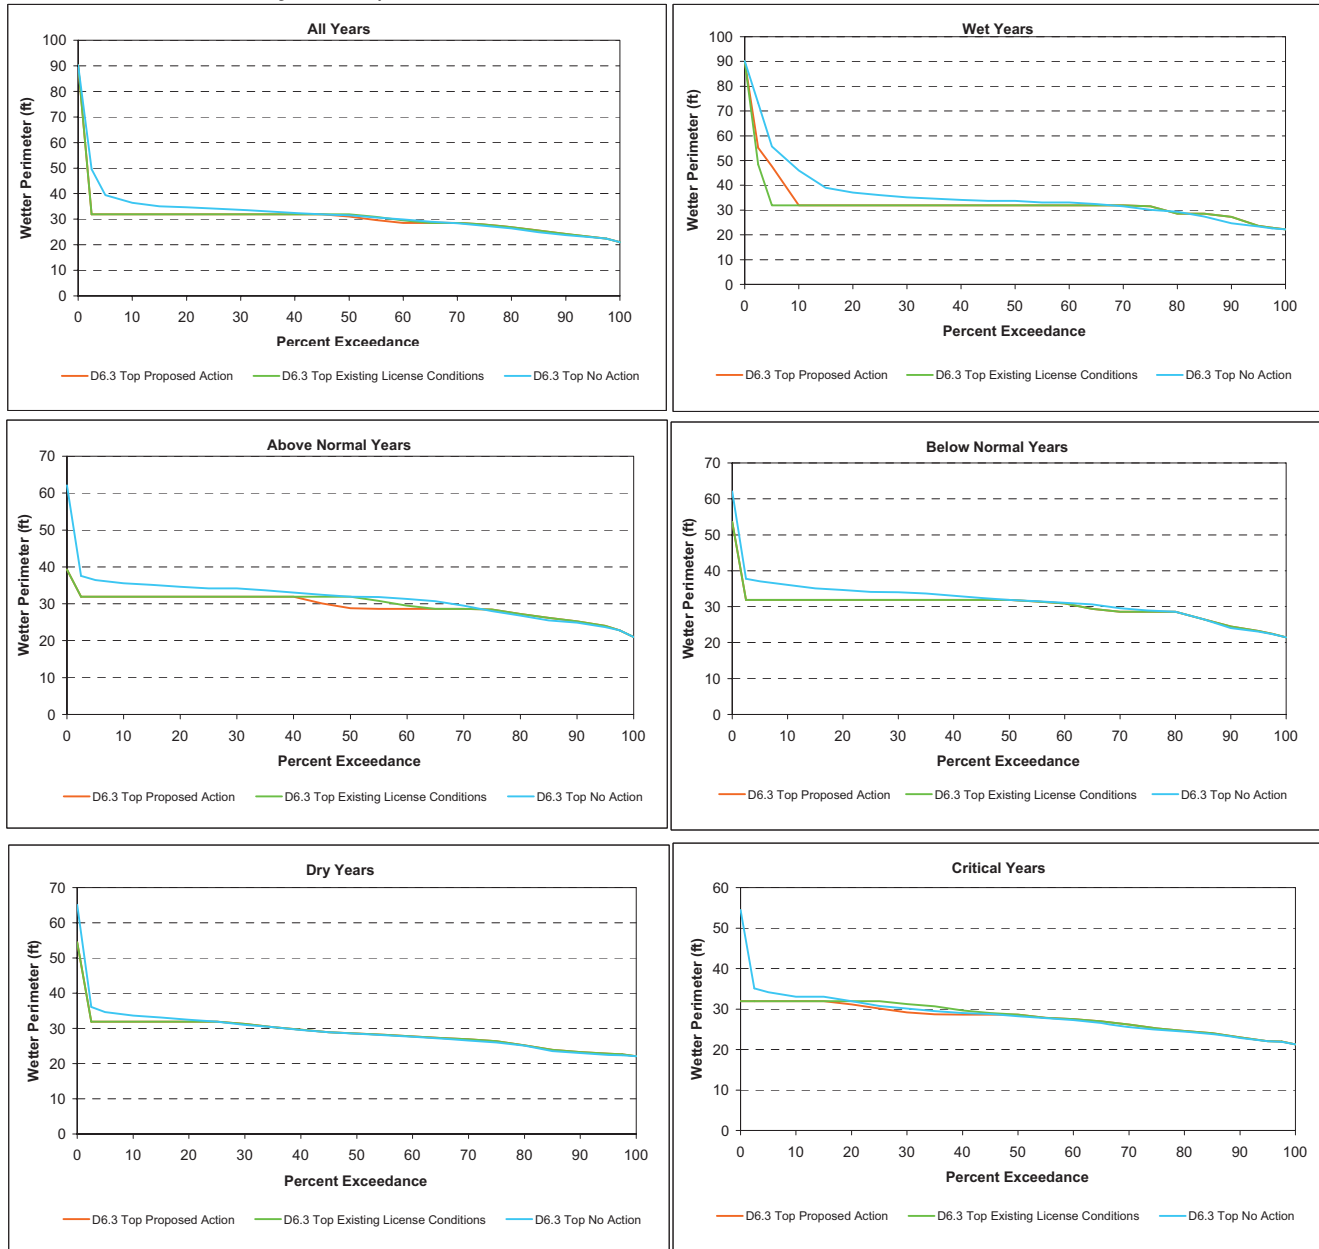 All Years
100
90
80
70
60
50
40
30
20
10
0
Wetter Perimeter (ft)
0 10 20 30 40 50 60 70 80 90 100
Percent Exceedance
D6.3 Top Proposed Action D6.3 Top Existing License Conditions D6.3 Top No Action
Wet Years
100
90
80
70
60
50
40
30
20
10
0
Wetter Perimeter (ft)
0 10 20 30 40 50 60 70 80 90 100
Percent Exceedance
D6.3 Top Proposed Action D6.3 Top Existing License Conditions D6.3 Top No Action
Above Normal Years
70
60
50
40
30
20
10
0
Wetter Perimeter (ft)
0 10 20 30 40 50 60 70 80 90 100
Percent Exceedance
D6.3 Top Proposed Action D6.3 Top Existing License Conditions D6.3 Top No Action
Below Normal Years
70
60
50
40
30
20
10
0
Wetter Perimeter (ft)
0 10 20 30 40 50 60 70 80 90 100
Percent Exceedance
D6.3 Top Proposed Action D6.3 Top Existing License Conditions D6.3 Top No Action
Dry Years
70
60
50
40
30
20
10
0
Wetter Perimeter (ft)
0 10 20 30 40 50 60 70 80 90 100
Percent Exceedance
D6.3 Top Proposed Action D6.3 Top Existing License Conditions D6.3 Top No Action
Critical Years
60
50
40
30
20
10
0
Wetter Perimeter (ft)
0 10 20 30 40 50 60 70 80 90 100
Percent Exceedance
D6.3 Top Proposed Action D6.3 Top Existing License Conditions D6.3 Top No Action